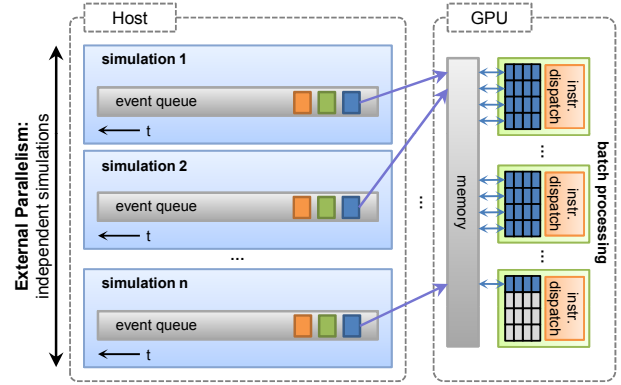 Host
GPU
External Parallelism:
independent simulations
simulation 1
event queue
t
simulation 2
event queue
t
...
simulation n
event queue
t
...
memory
instr.
dispatch
...
instr.
dispatch
...
instr.
dispatch
batch processing